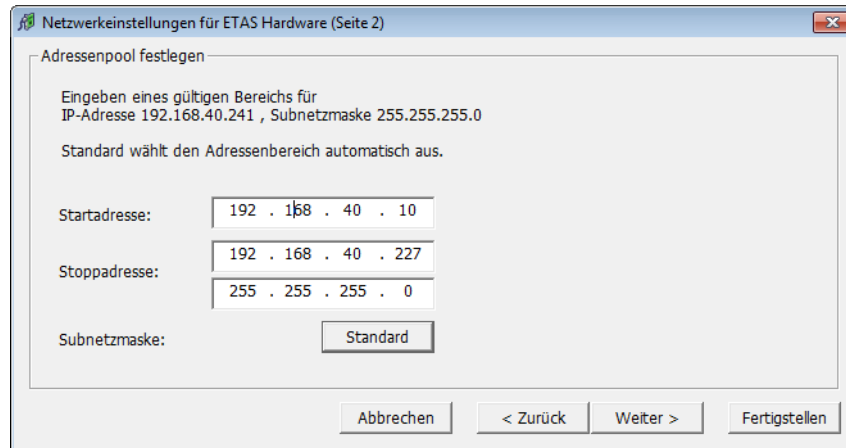 Netzwerkeinstellungen für ETAS Hardware (Seite 2)
Adressenpool festlegen
Eingeben eines gültigen Bereichs für
IP-Adresse 192.168.40.241 , Subnetzmaske 255.255.255.0
Standard wählt den Adressenbereich automatisch aus.
Startadresse: 192 . 168 . 40 . 10
Stoppadresse: 192 . 168 . 40 . 227
255 . 255 . 255 . 0
Subnetzmaske: Standard
Abbrechen < Zurück Weiter > Fertigstellen